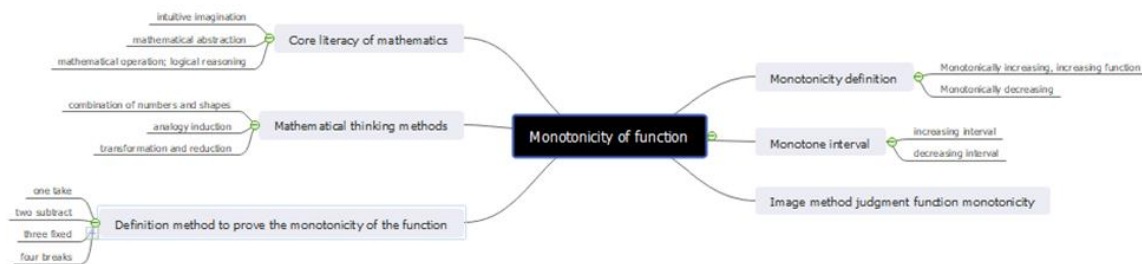 intuitive imagination
mathematical abstraction
mathematical operation; logical reasoning
Core literacy of mathematics
combination of numbers and shapes
analogy induction
transformation and reduction
Mathematical thinking methods
one take
two subtract
three fixed
four breaks
Definition method to prove the monotonicity of the function
Monotonicity of function
Monotonicity definition
Monotonically increasing, increasing function
Monotonically decreasing
Monotone interval
increasing interval
decreasing interval
Image method judgment function monotonicity